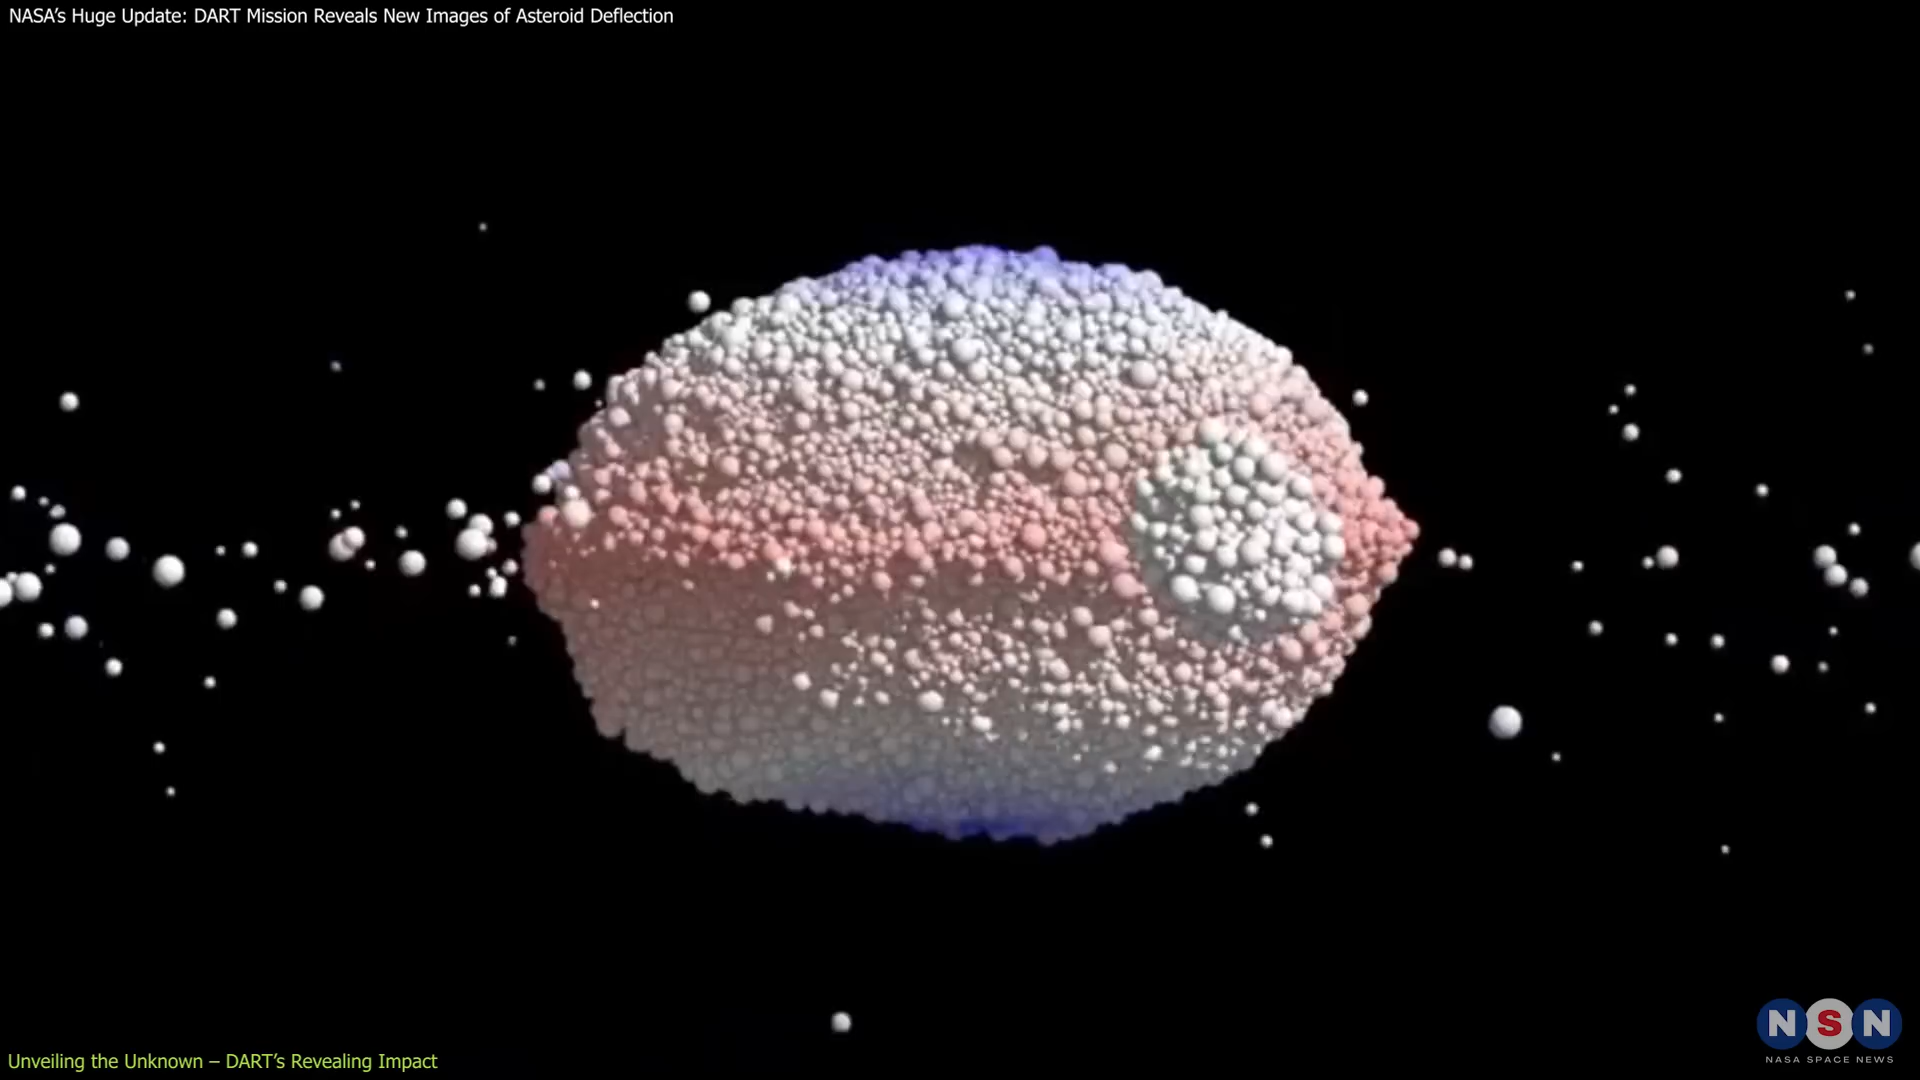 NASA’s Huge Update: DART Mission Reveals New Images of Asteroid Deflection
NSN
NASA SPACE NEWS
Unveiling the Unknown – DART’s Revealing Impact